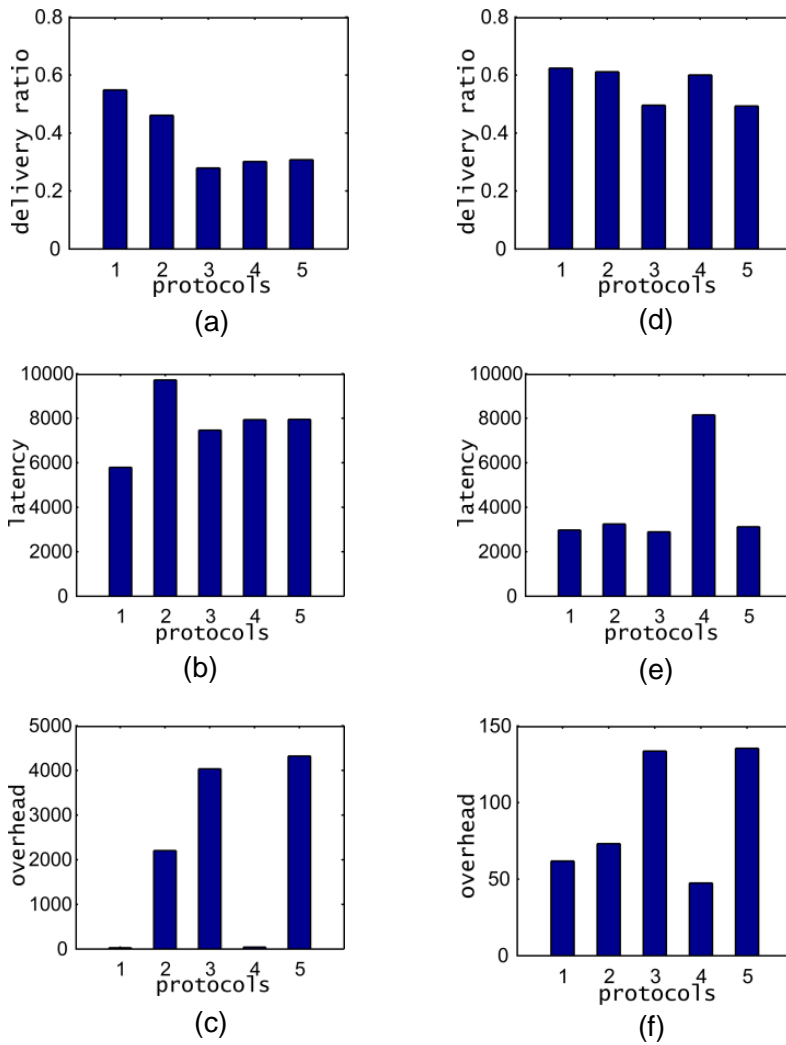 0.8
0.6
0.4
0.2
0
delivery ratio
1 2 3 4 5
protocols
(a)
0.8
0.6
0.4
0.2
0
delivery ratio
1 2 3 4 5
protocols
(d)
10000
8000
6000
4000
2000
0
latency
1 2 3 4 5
protocols
(b)
10000
8000
6000
4000
2000
0
latency
1 2 3 4 5
protocols
(e)
5000
4000
3000
2000
1000
0
overhead
1 2 3 4 5
protocols
(c)
150
100
50
0
overhead
1 2 3 4 5
protocols
(f)